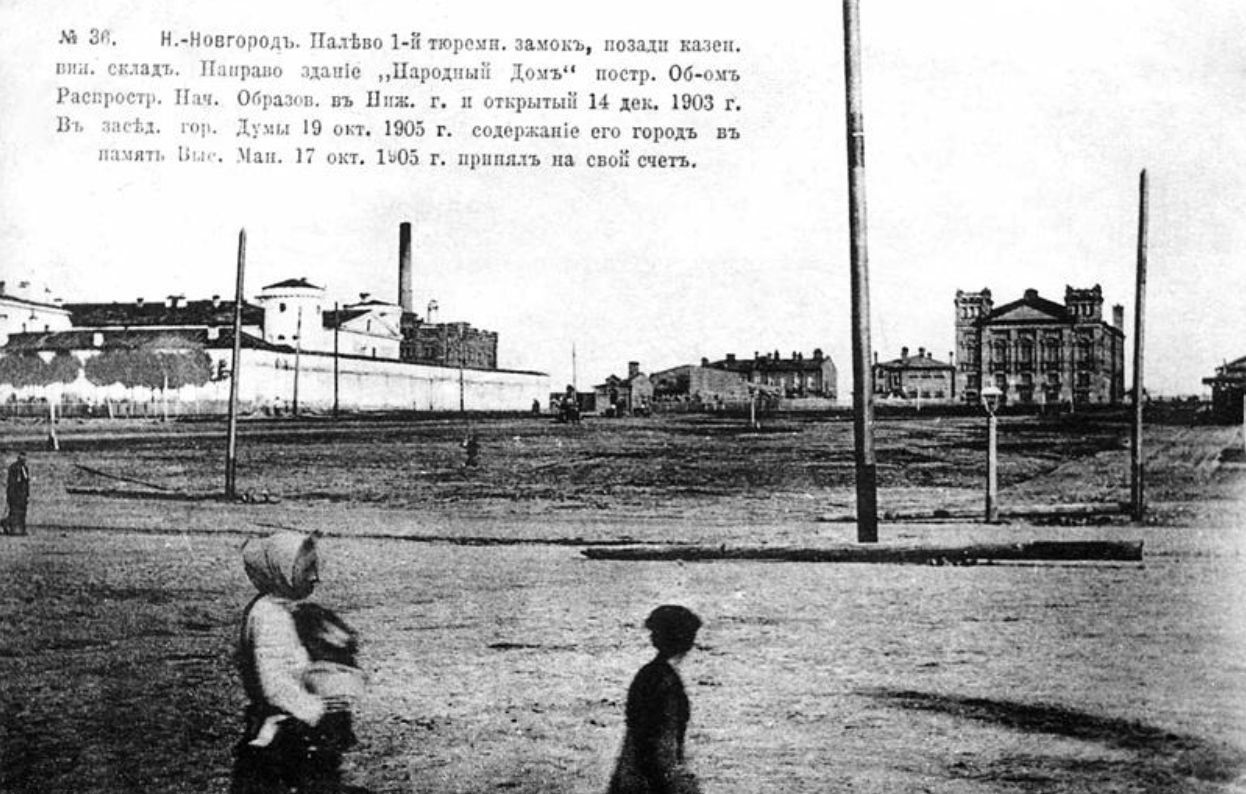 № 36. Н.-Новгородъ. Налѣво 1-й тюремн. замокъ, позади казен.
вин. складъ. Направо зданіе „Народный Домъ“ постр. Об-омъ
Распростр. Нач. Образов. въ Ниж. г. и открытый 14 дек. 1903 г.
Въ засѣд. гор. Думы 19 окт. 1905 г. содержаніе его городъ въ
память Выс. Ман. 17 окт. 1905 г. принялъ на свой счетъ.